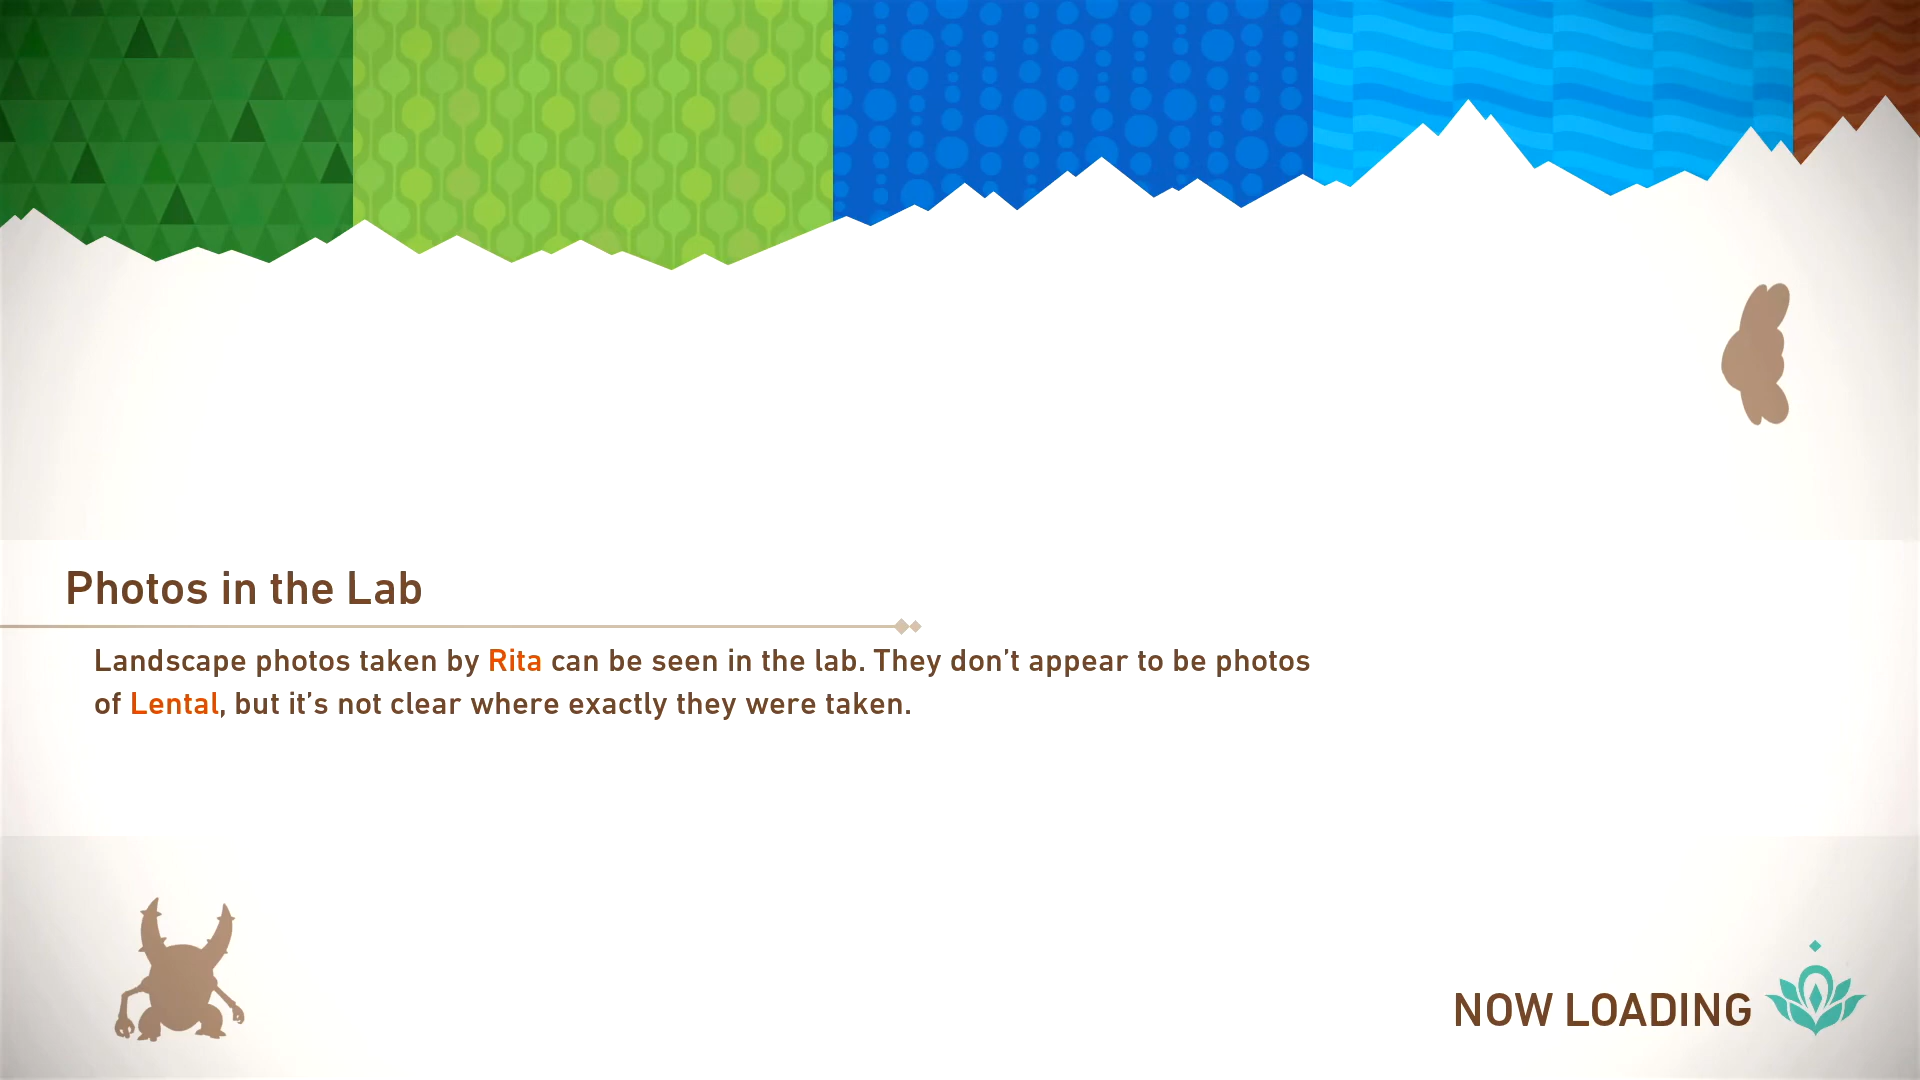 Photos in the Lab
Landscape photos taken by Rita can be seen in the lab. They don’t appear to be photos
of Lental, but it’s not clear where exactly they were taken.
NOW LOADING